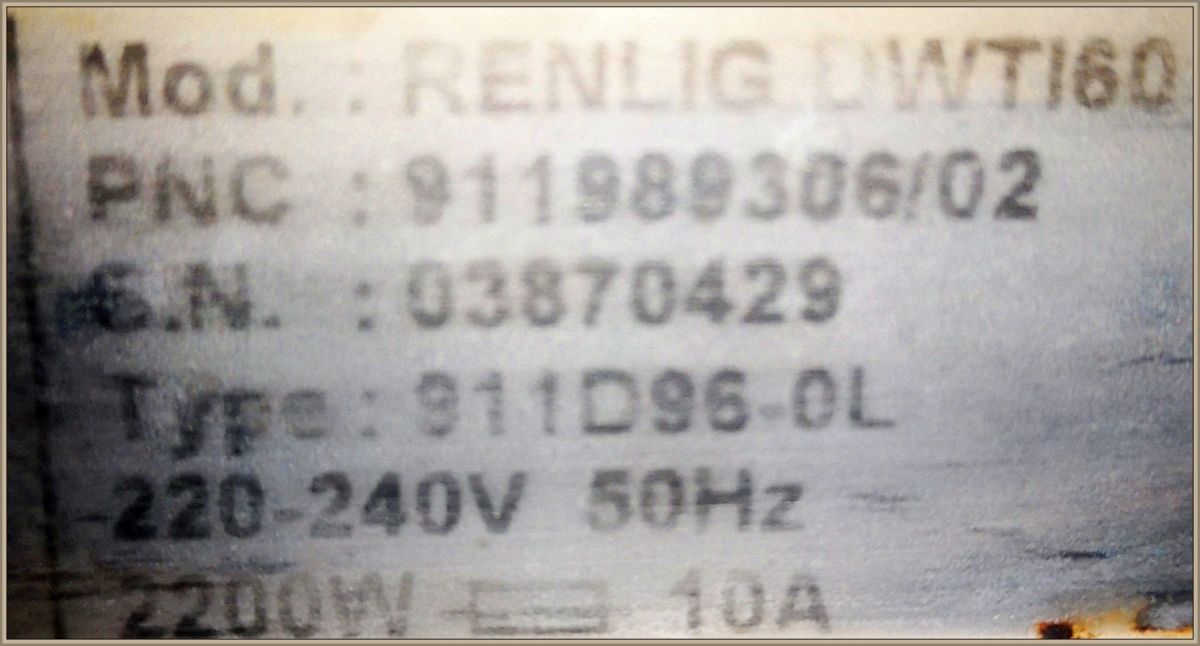 Mod. : RENLIG DWTI60
PNC : 911989306/02
S.N. : 03870429
Type : 911D96-0L
220-240V 50Hz
2200W 10A